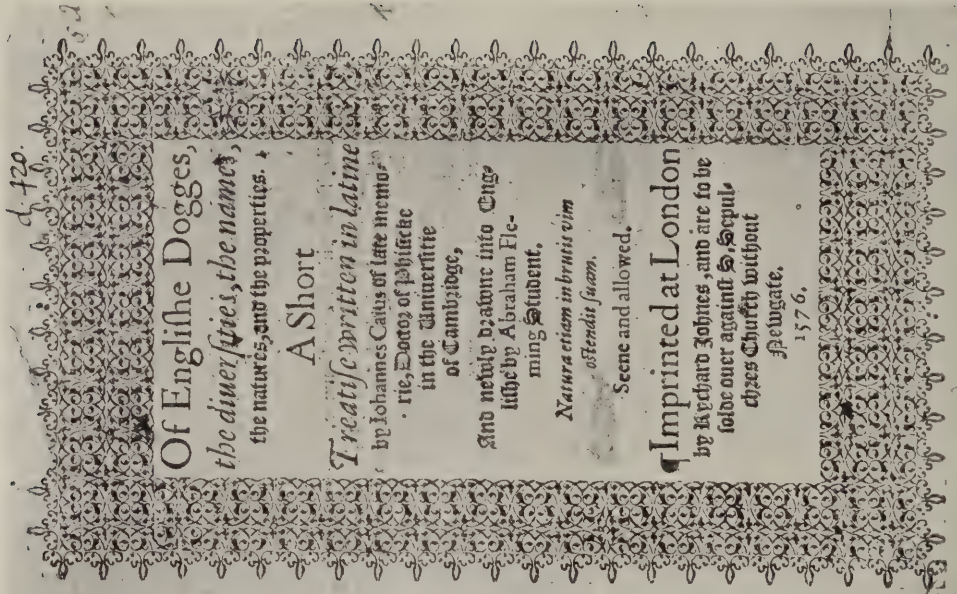 d 720.
Of Engliſhe Dogges,
the diuerſities, the names,
the natures, and the properties.
A Short
Treatiſe written in latine
by Iohannes Caius of late memo-
rie, Doctor of Phiſicke
in the Uniuerſitie
of Cambridge,
And newly drawne into Eng-
liſhe by Abraham Fle-
ming Student.
Natura etiam in brutis vim
oſtendit ſuam.
Seene and allowed.
¶Imprinted at London
by Rychard Johnes, and are to be
ſolde ouer againſt S. Sepul-
chres Church without
Newgate.
1576.